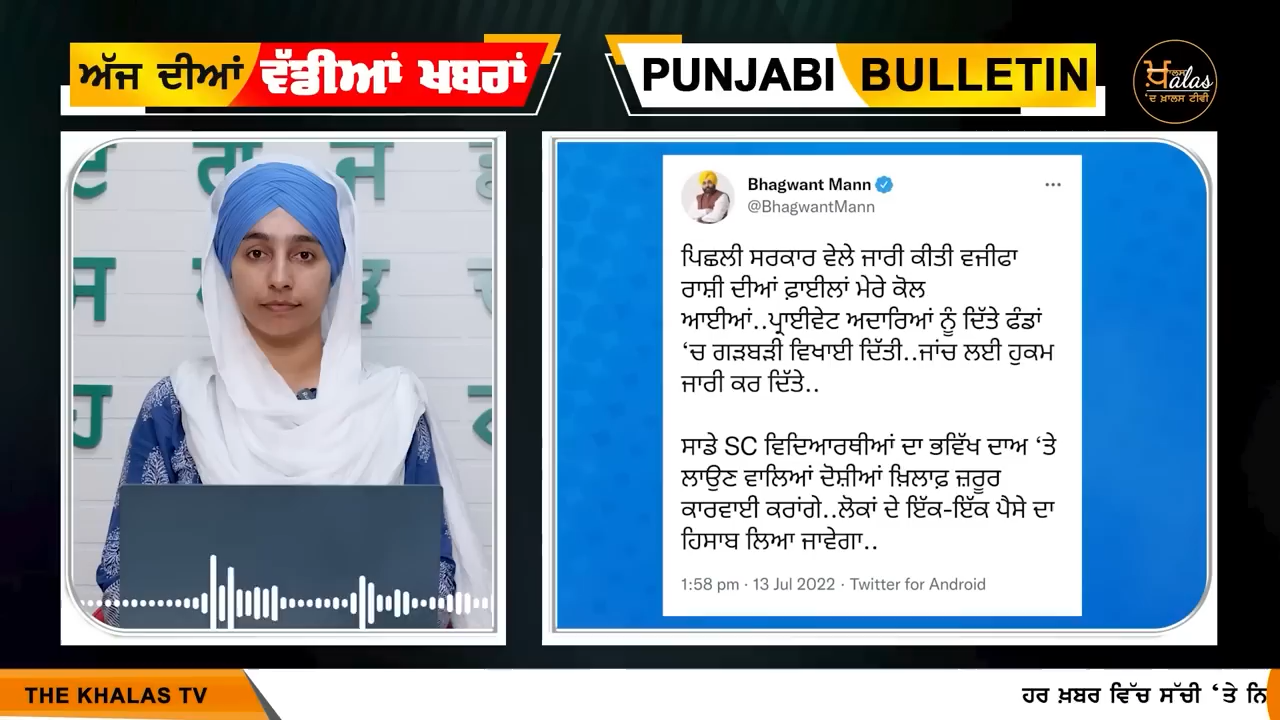 ਅੱਜ ਦੀਆਂ ਵੱਡੀਆਂ ਖਬਰਾਂ
PUNJABI BULLETIN
ਖ਼ਾਲਸ
alas
'ਦ ਖ਼ਾਲਸ ਟੀਵੀ
Bhagwant Mann
@BhagwantMann
ਪਿਛਲੀ ਸਰਕਾਰ ਵੇਲੇ ਜਾਰੀ ਕੀਤੀ ਵਜੀਫਾ
ਰਾਸ਼ੀ ਦੀਆਂ ਫ਼ਾਈਲਾਂ ਮੇਰੇ ਕੋਲ
ਆਈਆਂ..ਪ੍ਰਾਈਵੇਟ ਅਦਾਰਿਆਂ ਨੂੰ ਦਿੱਤੇ ਫੰਡਾਂ
‘ਚ ਗੜਬੜੀ ਵਿਖਾਈ ਦਿੱਤੀ..ਜਾਂਚ ਲਈ ਹੁਕਮ
ਜਾਰੀ ਕਰ ਦਿੱਤੇ..
ਸਾਡੇ SC ਵਿਦਿਆਰਥੀਆਂ ਦਾ ਭਵਿੱਖ ਦਾਅ ‘ਤੇ
ਲਾਉਣ ਵਾਲਿਆਂ ਦੋਸ਼ੀਆਂ ਖ਼ਿਲਾਫ਼ ਜ਼ਰੂਰ
ਕਾਰਵਾਈ ਕਰਾਂਗੇ..ਲੋਕਾਂ ਦੇ ਇੱਕ-ਇੱਕ ਪੈਸੇ ਦਾ
ਹਿਸਾਬ ਲਿਆ ਜਾਵੇਗਾ..
1:58 pm · 13 Jul 2022 · Twitter for Android
THE KHALAS TV
ਹਰ ਖ਼ਬਰ ਵਿੱਚ ਸੱਚੀ ‘ਤੇ ਨਿ